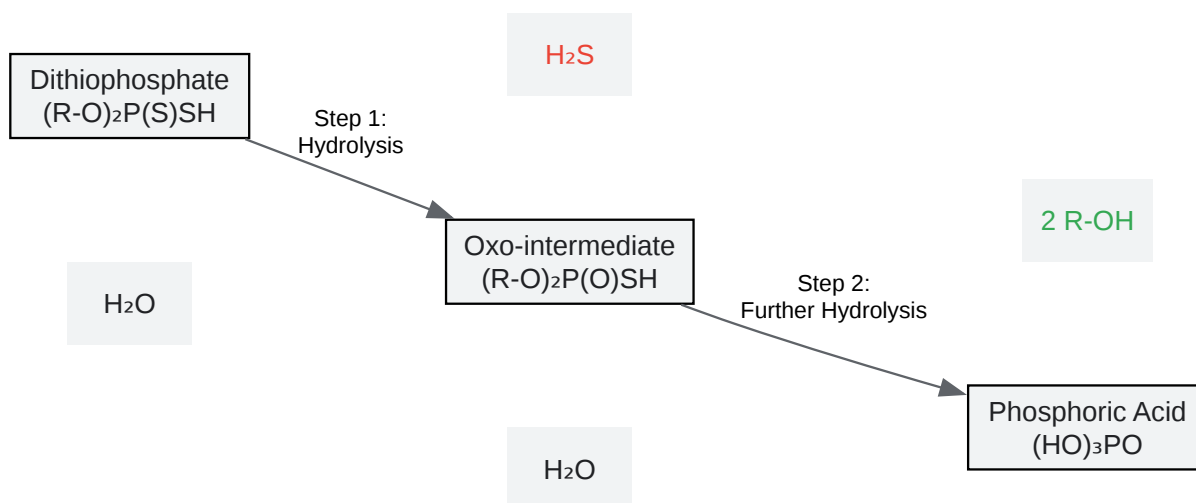 H₂S
Dithiophosphate
(R-O)₂P(S)SH
Step 1:
Hydrolysis
2 R-OH
Oxo-intermediate
(R-O)₂P(O)SH
H₂O
Step 2:
Further Hydrolysis
Phosphoric Acid
(HO)₃PO
H₂O